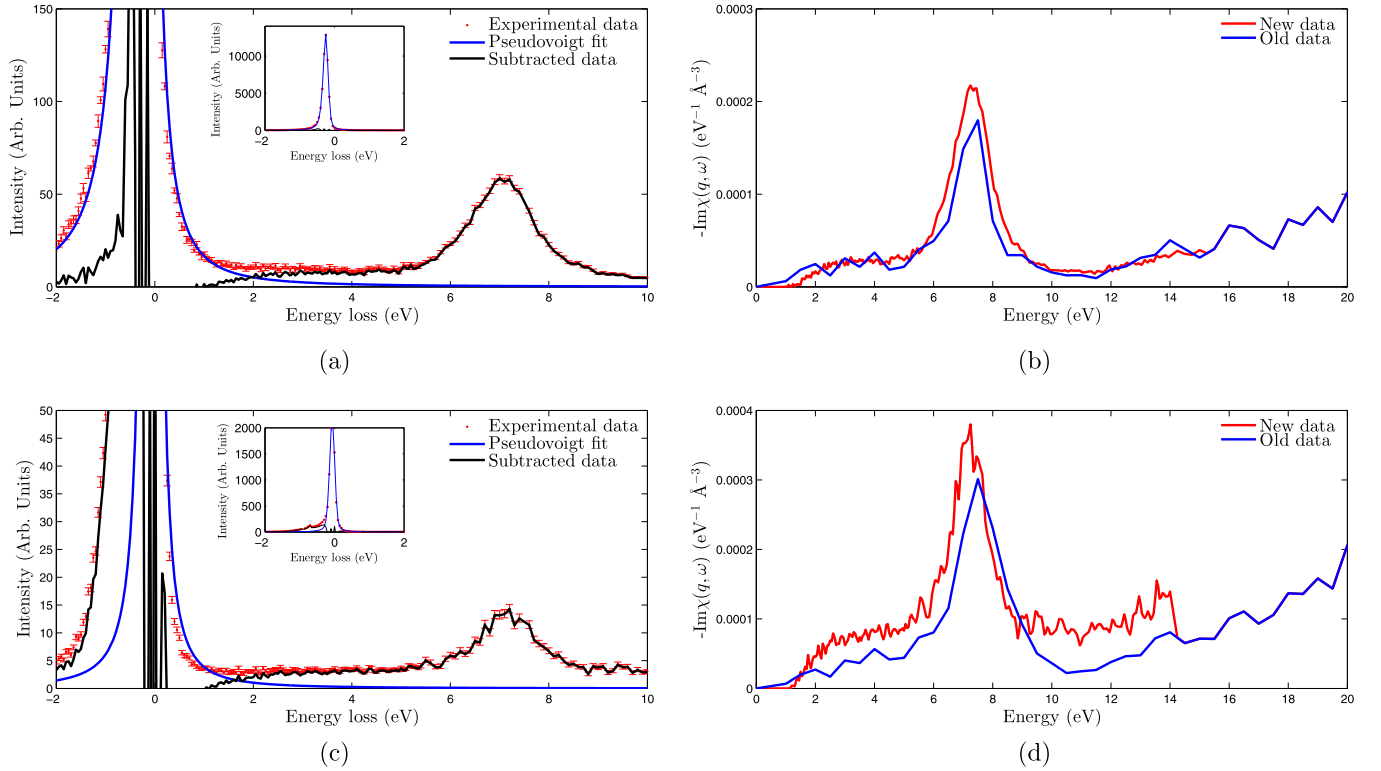 150
100
50
0
−2
0
2
4
6
8
10
Intensity (Arb. Units)
Energy loss (eV)
Experimental data
Pseudovoigt fit
Subtracted data
10000
5000
0
−2
0
2
Intensity (Arb. Units)
Energy loss (eV)
(a)
0.0003
0.0002
0.0001
0
0
2
4
6
8
10
12
14
16
18
20
-Imχ(q, ω) (eV⁻¹ Å⁻³)
Energy (eV)
New data
Old data
(b)
50
45
40
35
30
25
20
15
10
5
0
−2
0
2
4
6
8
10
Intensity (Arb. Units)
Energy loss (eV)
Experimental data
Pseudovoigt fit
Subtracted data
2000
1500
1000
500
0
−2
0
2
Intensity (Arb. Units)
Energy loss (eV)
(c)
0.0004
0.0003
0.0002
0.0001
0
0
2
4
6
8
10
12
14
16
18
20
-Imχ(q, ω) (eV⁻¹ Å⁻³)
Energy (eV)
New data
Old data
(d)